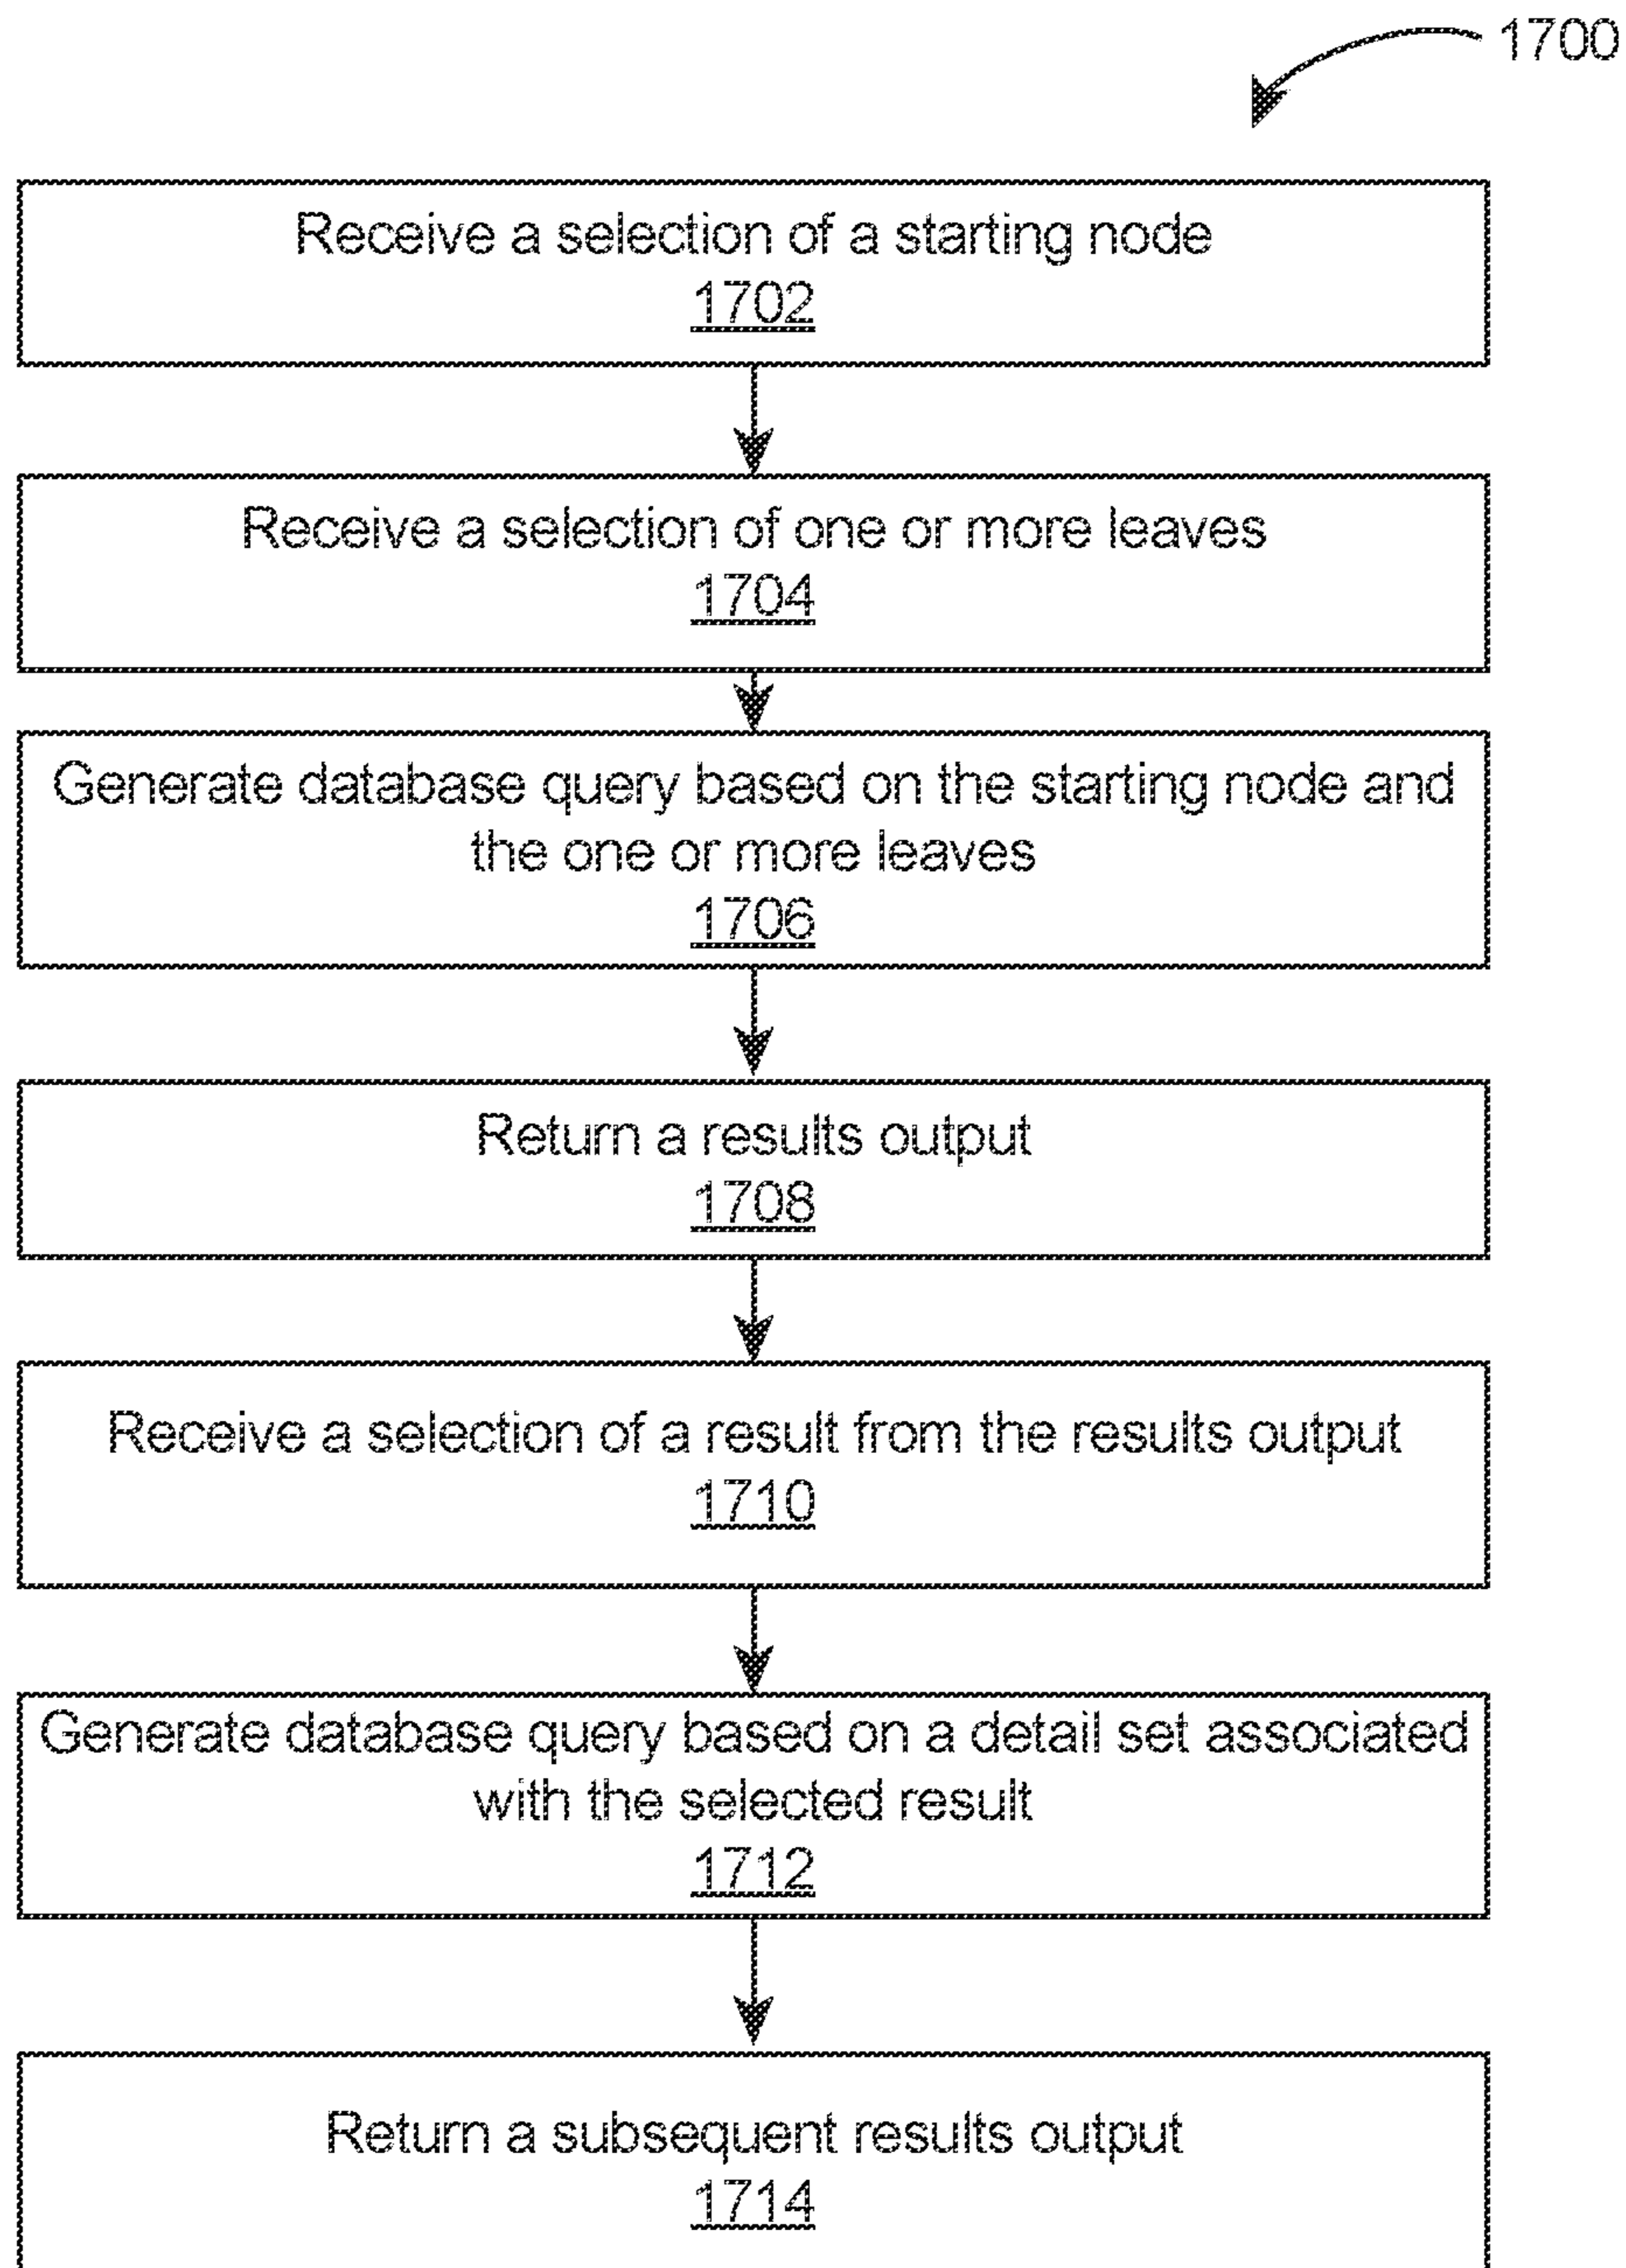 1700
Receive a selection of a starting node
1702
Receive a selection of one or more leaves
1704
Generate database query based on the starting node and
the one or more leaves
1706
Return a results output
1708
Receive a selection of a result from the results output
1710
Generate database query based on a detail set associated
with the selected result
1712
Return a subsequent results output
1714